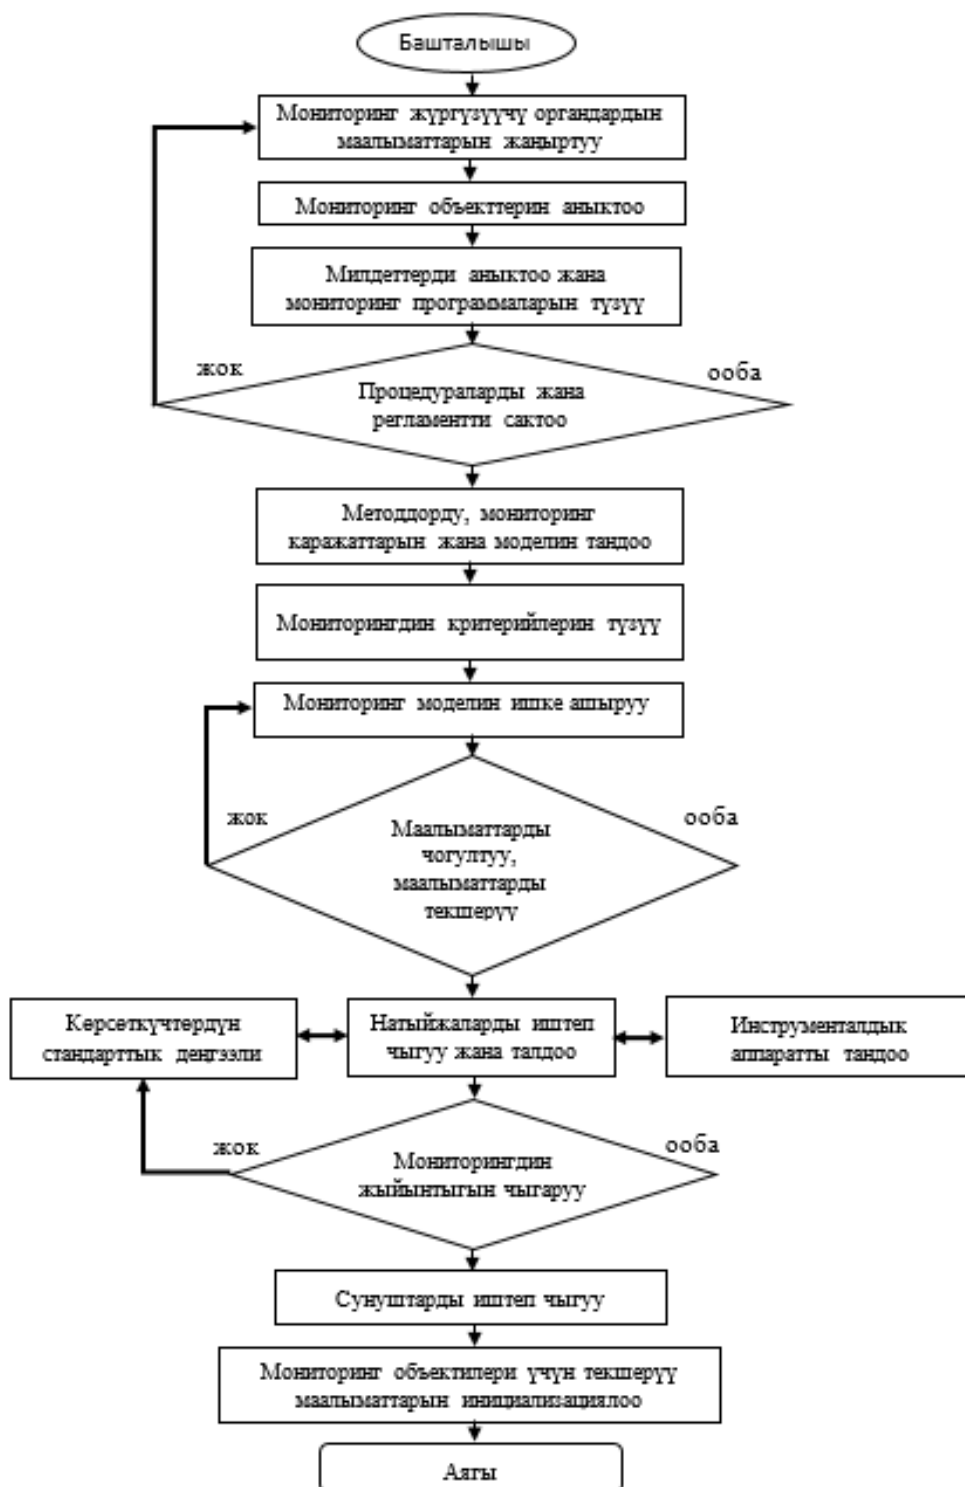 Башталышы
Мониторинг жүргүзүүчү органдардын
маалыматтарын жаңыртуу
Мониторинг объекттерин аныктоо
Милдеттерди аныктоо жана
мониторинг программаларын түзүү
жок
ооба
Процедураларды жана
регламентти сактоо
Методдорду, мониторинг
каражаттарын жана моделин тандоо
Мониторингдин критерийлерин түзүү
Мониторинг моделин ишке ашыруу
жок
ооба
Маалыматтарды
чогултуу,
маалыматтарды
текшерүү
Көрсөткүчтөрдүн
стандарттык деңгээли
Натыйжаларды иштеп
чыгуу жана талдоо
Инструменталдык
аппаратты тандоо
жок
ооба
Мониторингдин
жыйынтыгын чыгаруу
Сунуштарды иштеп чыгуу
Мониторинг объектилери үчүн текшерүү
маалыматтарын инициализациялоо
Аягы